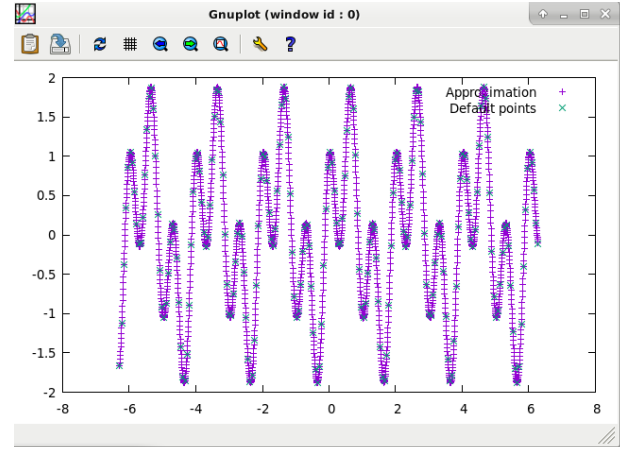 Gnuplot (window id : 0)
Approximation +
Default points ×
2
1.5
1
0.5
0
-0.5
-1
-1.5
-2
-8 -6 -4 -2 0 2 4 6 8